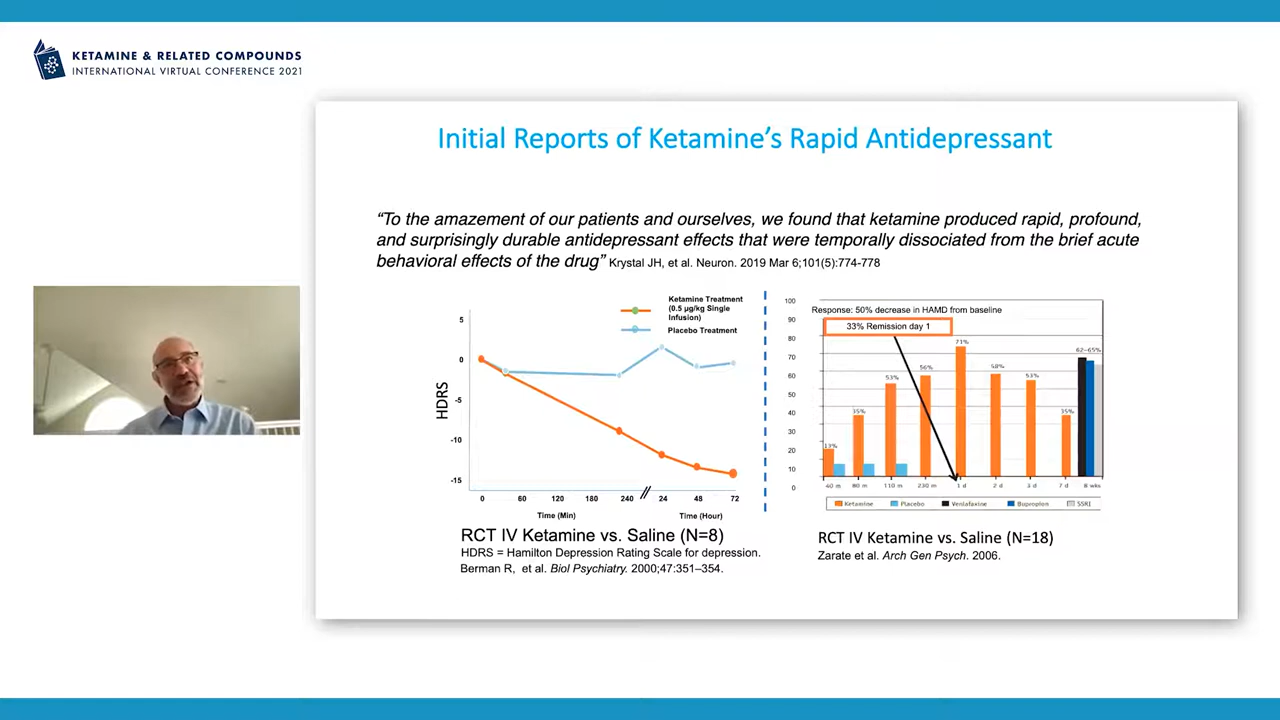 KETAMINE & RELATED COMPOUNDS
INTERNATIONAL VIRTUAL CONFERENCE 2021
Initial Reports of Ketamine's Rapid Antidepressant
“To the amazement of our patients and ourselves, we found that ketamine produced rapid, profound,
and surprisingly durable antidepressant effects that were temporally dissociated from the brief acute
behavioral effects of the drug” Krystal JH, et al. Neuron. 2019 Mar 6;101(5):774-778
Ketamine Treatment
(0.5 µg/kg Single
Infusion)
Placebo Treatment
HDRS
5
0
-5
-10
-15
0 60 120 180 240 24 48 72
Time (Min) Time (Hour)
RCT IV Ketamine vs. Saline (N=8)
HDRS = Hamilton Depression Rating Scale for depression.
Berman R, et al. Biol Psychiatry. 2000;47:351–354.
Response: 50% decrease in HAMD from baseline
33% Remission day 1
100
90
80
70
60
50
40
30
20
10
0
13%
35%
53%
56%
71%
58%
53%
35%
62-65%
40 m 80 m 110 m 230 m 1 d 2 d 3 d 7 d 8 wks
Ketamine Placebo Venlafaxine Bupropion SSRI
RCT IV Ketamine vs. Saline (N=18)
Zarate et al. Arch Gen Psych. 2006.